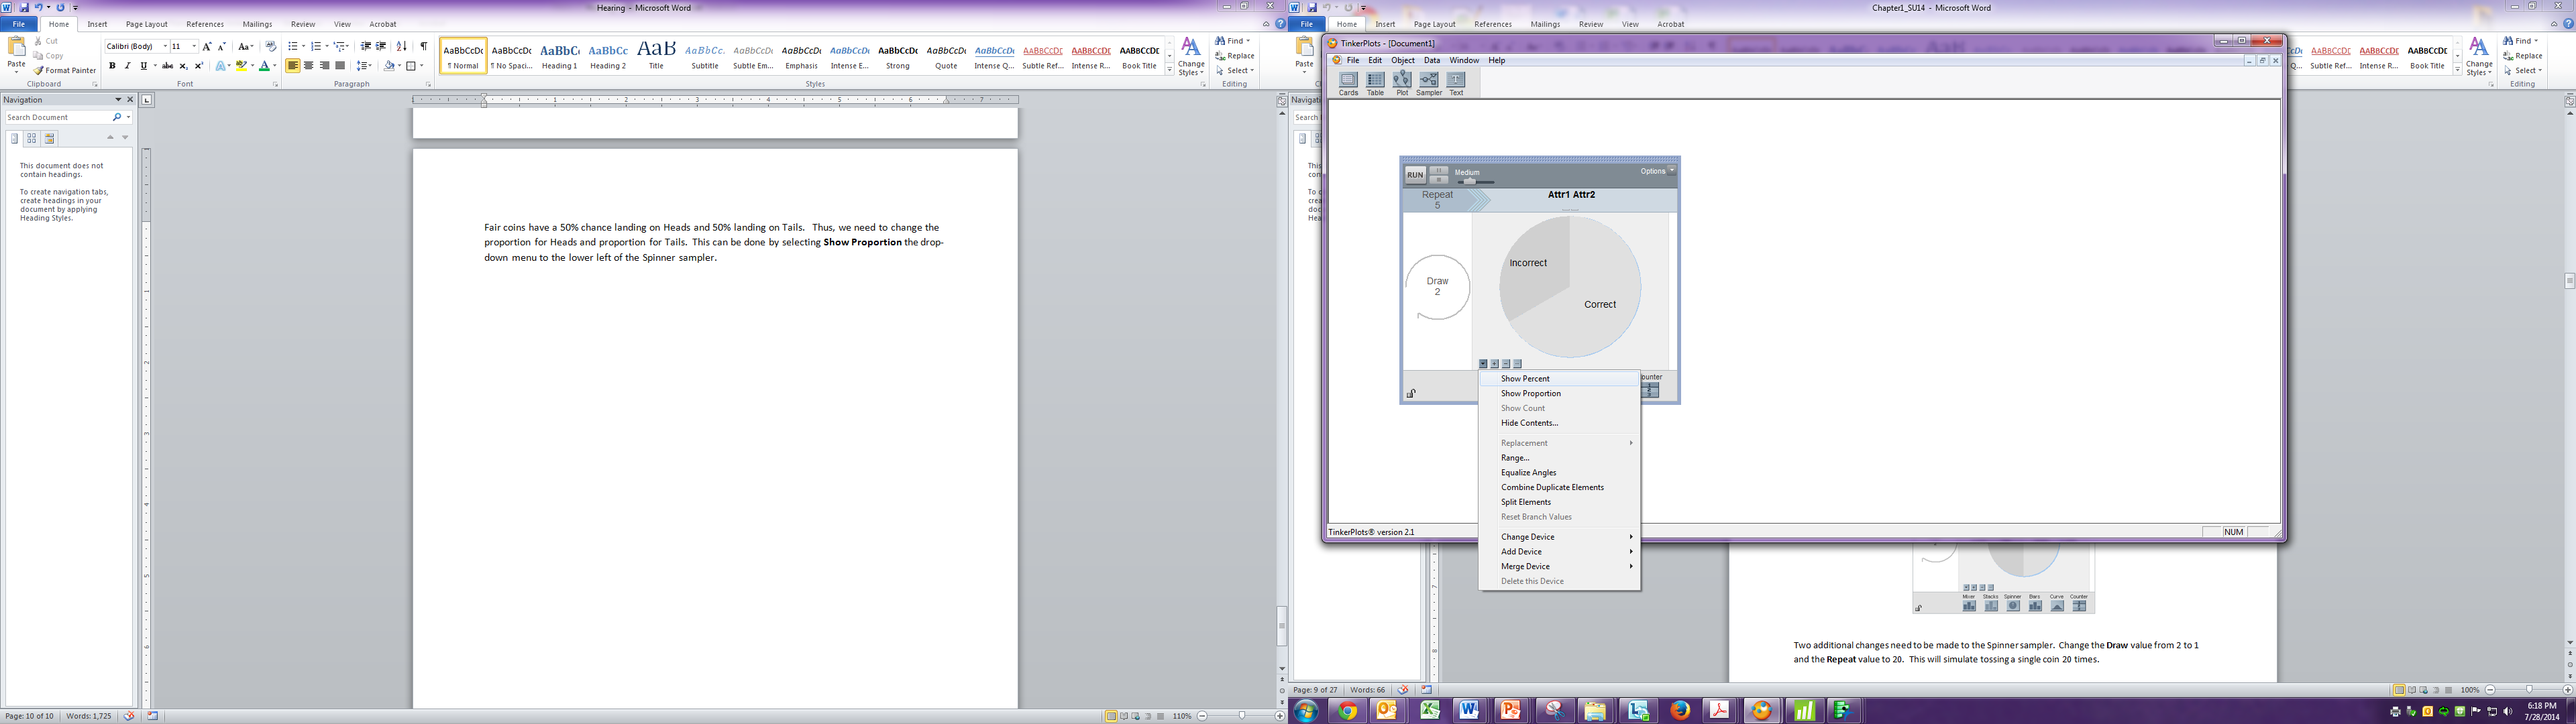 Hearing - Microsoft Word
File Home Insert Page Layout References Mailings Review View Acrobat
Paste
Cut
Copy
Format Painter
Clipboard
Calibri (Body) 11
Font
Paragraph
AaBbCcDc AaBbCcDc AaBbCc AaBbCc AaB AaBbCc. AaBbCcDc AaBbCcDc AaBbCcDc AaBbCcDc AaBbCcDc AaBbCcDc AABBCCDC AABBCCDC AABBCCDC
¶ Normal ¶ No Spaci... Heading 1 Heading 2 Title Subtitle Subtle Em... Emphasis Intense E... Strong Quote Intense Q... Subtle Ref... Intense R... Book Title
Change Styles
Styles
Find
Replace
Select
Editing
Navigation
Search Document
This document does not
contain headings.
To create navigation tabs,
create headings in your
document by applying
Heading Styles.
Fair coins have a 50% chance landing on Heads and 50% landing on Tails. Thus, we need to change the
proportion for Heads and proportion for Tails. This can be done by selecting Show Proportion the drop-
down menu to the lower left of the Spinner sampler.
Page: 10 of 10 Words: 1,725
110%
Chapter1_SU14 - Microsoft Word
File Home Insert Page Layout References Mailings Review View Acrobat
Paste
Subtle Ref... Intense R... Book Title
Change Styles
Find
Replace
Select
Editing
TinkerPlots - [Document1]
File Edit Object Data Window Help
Cards Table Plot Sampler Text
RUN
Medium
Options
Repeat
5
Attr1 Attr2
Draw
2
Incorrect
Correct
ounter
Show Percent
Show Proportion
Show Count
Hide Contents...
Replacement
Range...
Equalize Angles
Combine Duplicate Elements
Split Elements
Reset Branch Values
Change Device
Add Device
Merge Device
Delete this Device
TinkerPlots® version 2.1
NUM
Mixer Stacks Spinner Bars Curve Counter
Two additional changes need to be made to the Spinner sampler. Change the Draw value from 2 to 1
and the Repeat value to 20. This will simulate tossing a single coin 20 times.
Page: 9 of 27 Words: 66
100%
6:18 PM
7/28/2014